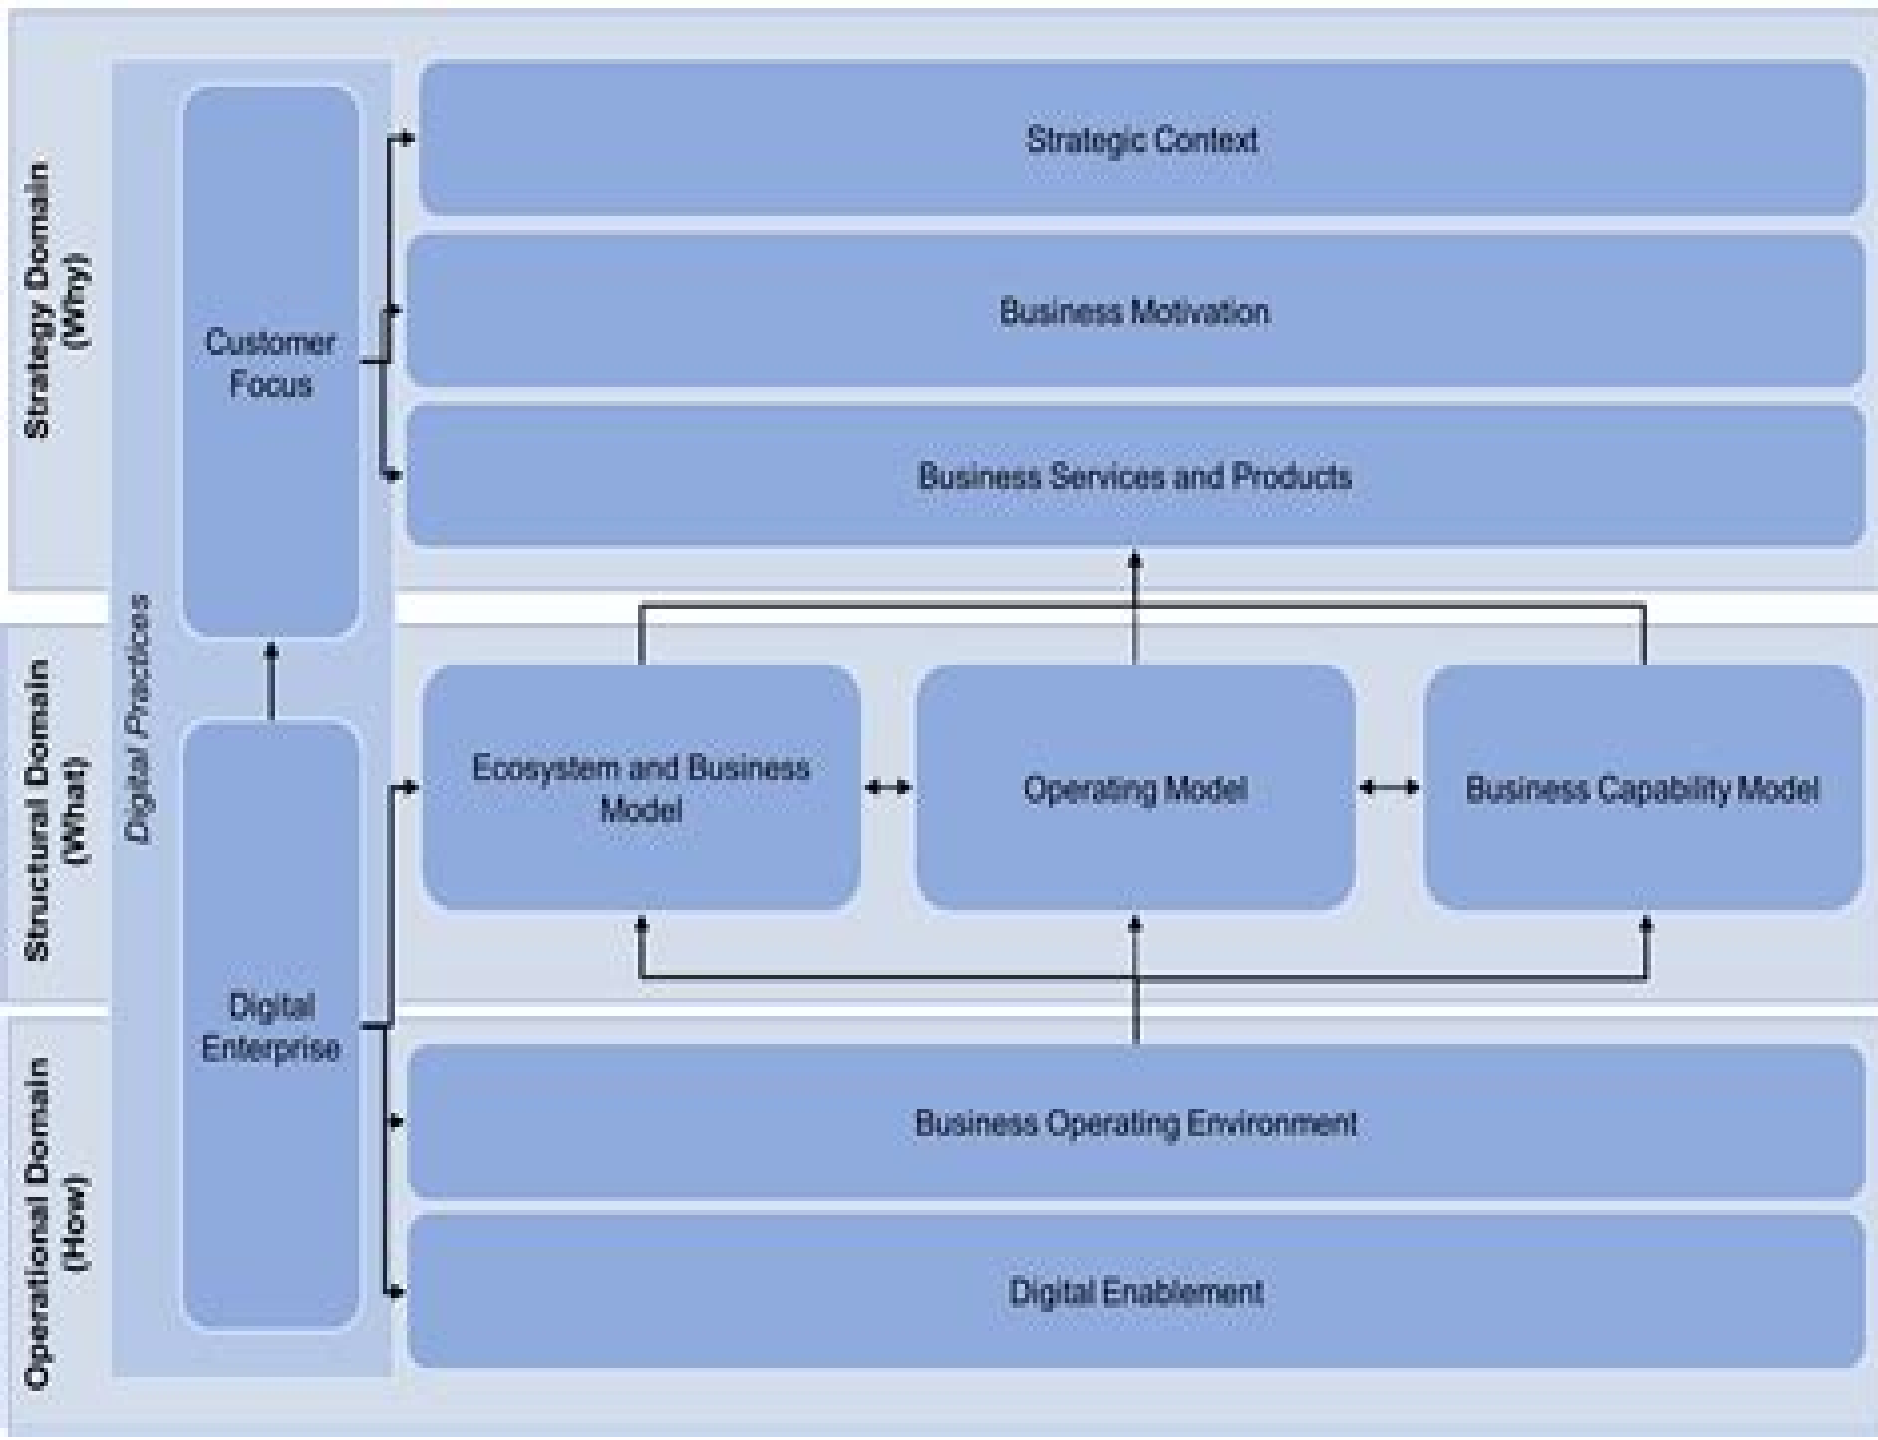 Strategy Domain
(Why)
Structural Domain
(What)
Operational Domain
(How)
Digital Practices
Customer
Focus
Digital
Enterprise
Strategic Context
Business Motivation
Business Services and Products
Ecosystem and Business
Model
Operating Model
Business Capability Model
Business Operating Environment
Digital Enablement